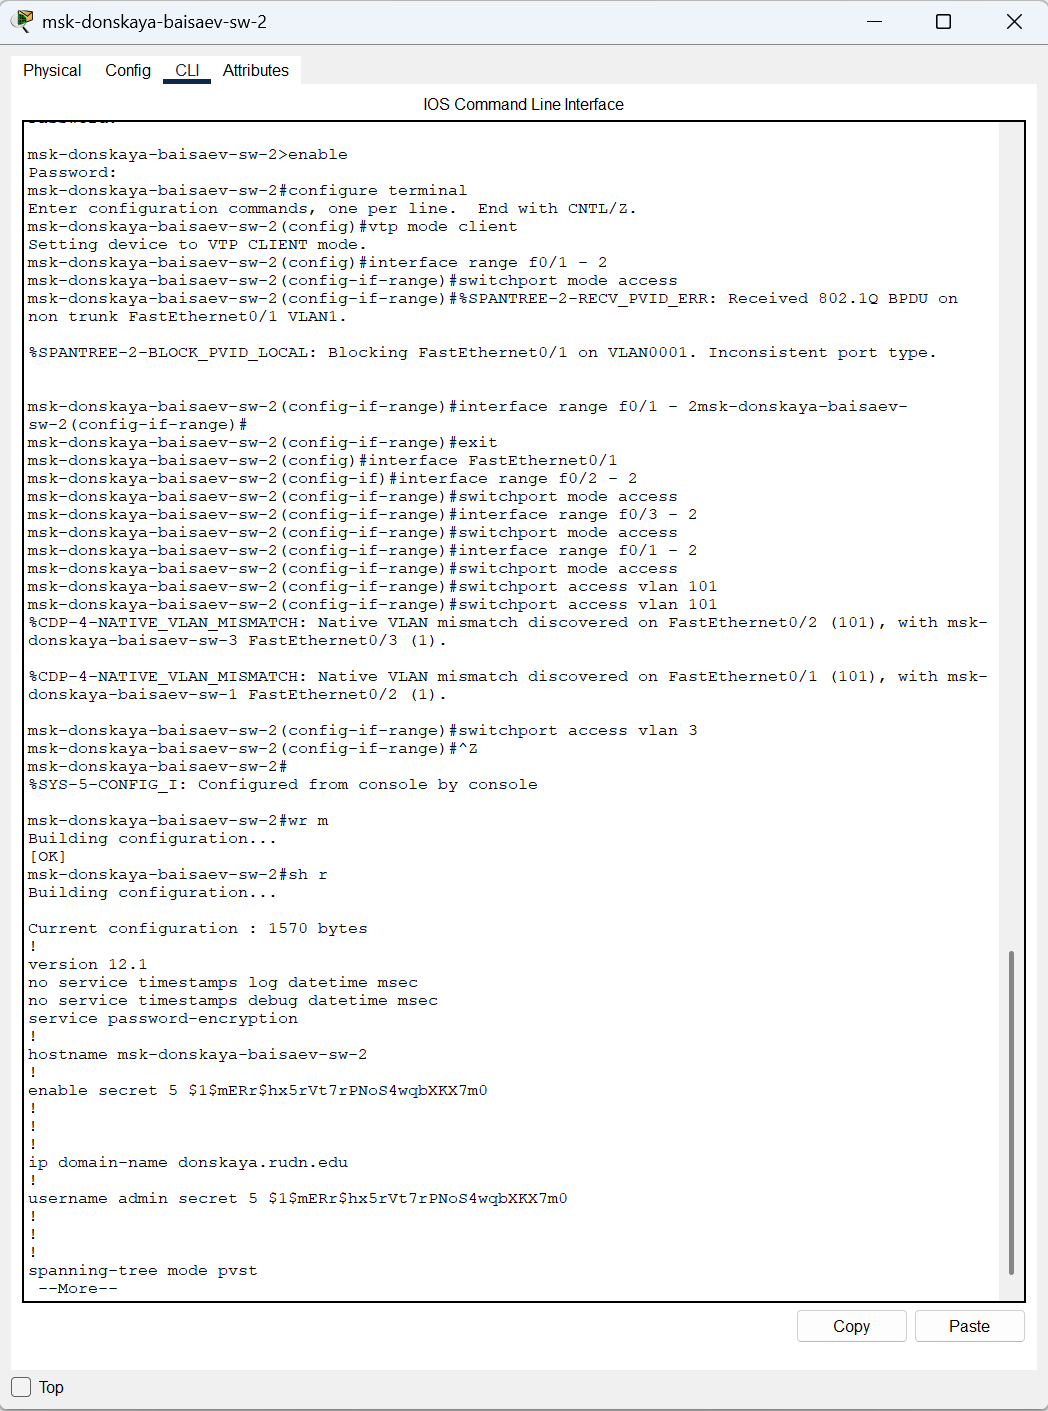 msk-donskaya-baisaev-sw-2
Physical Config CLI Attributes
IOS Command Line Interface
msk-donskaya-baisaev-sw-2>enable
Password:
msk-donskaya-baisaev-sw-2#configure terminal
Enter configuration commands, one per line.  End with CNTL/Z.
msk-donskaya-baisaev-sw-2(config)#vtp mode client
Setting device to VTP CLIENT mode.
msk-donskaya-baisaev-sw-2(config)#interface range f0/1 - 2
msk-donskaya-baisaev-sw-2(config-if-range)#switchport mode access
msk-donskaya-baisaev-sw-2(config-if-range)#%SPANTREE-2-RECV_PVID_ERR: Received 802.1Q BPDU on
non trunk FastEthernet0/1 VLAN1.
%SPANTREE-2-BLOCK_PVID_LOCAL: Blocking FastEthernet0/1 on VLAN0001. Inconsistent port type.
msk-donskaya-baisaev-sw-2(config-if-range)#interface range f0/1 - 2msk-donskaya-baisaev-
sw-2(config-if-range)#
msk-donskaya-baisaev-sw-2(config-if-range)#exit
msk-donskaya-baisaev-sw-2(config)#interface FastEthernet0/1
msk-donskaya-baisaev-sw-2(config-if)#interface range f0/2 - 2
msk-donskaya-baisaev-sw-2(config-if-range)#switchport mode access
msk-donskaya-baisaev-sw-2(config-if-range)#interface range f0/3 - 2
msk-donskaya-baisaev-sw-2(config-if-range)#switchport mode access
msk-donskaya-baisaev-sw-2(config-if-range)#interface range f0/1 - 2
msk-donskaya-baisaev-sw-2(config-if-range)#switchport mode access
msk-donskaya-baisaev-sw-2(config-if-range)#switchport access vlan 101
msk-donskaya-baisaev-sw-2(config-if-range)#switchport access vlan 101
%CDP-4-NATIVE_VLAN_MISMATCH: Native VLAN mismatch discovered on FastEthernet0/2 (101), with msk-
donskaya-baisaev-sw-3 FastEthernet0/3 (1).
%CDP-4-NATIVE_VLAN_MISMATCH: Native VLAN mismatch discovered on FastEthernet0/1 (101), with msk-
donskaya-baisaev-sw-1 FastEthernet0/2 (1).
msk-donskaya-baisaev-sw-2(config-if-range)#switchport access vlan 3
msk-donskaya-baisaev-sw-2(config-if-range)#^Z
msk-donskaya-baisaev-sw-2#
%SYS-5-CONFIG_I: Configured from console by console
msk-donskaya-baisaev-sw-2#wr m
Building configuration...
[OK]
msk-donskaya-baisaev-sw-2#sh r
Building configuration...
Current configuration : 1570 bytes
!
version 12.1
no service timestamps log datetime msec
no service timestamps debug datetime msec
service password-encryption
!
hostname msk-donskaya-baisaev-sw-2
!
enable secret 5 $1$mERr$hx5rVt7rPNoS4wqbXKX7m0
!
!
!
ip domain-name donskaya.rudn.edu
!
username admin secret 5 $1$mERr$hx5rVt7rPNoS4wqbXKX7m0
!
!
!
spanning-tree mode pvst
--More--
Copy Paste
Top